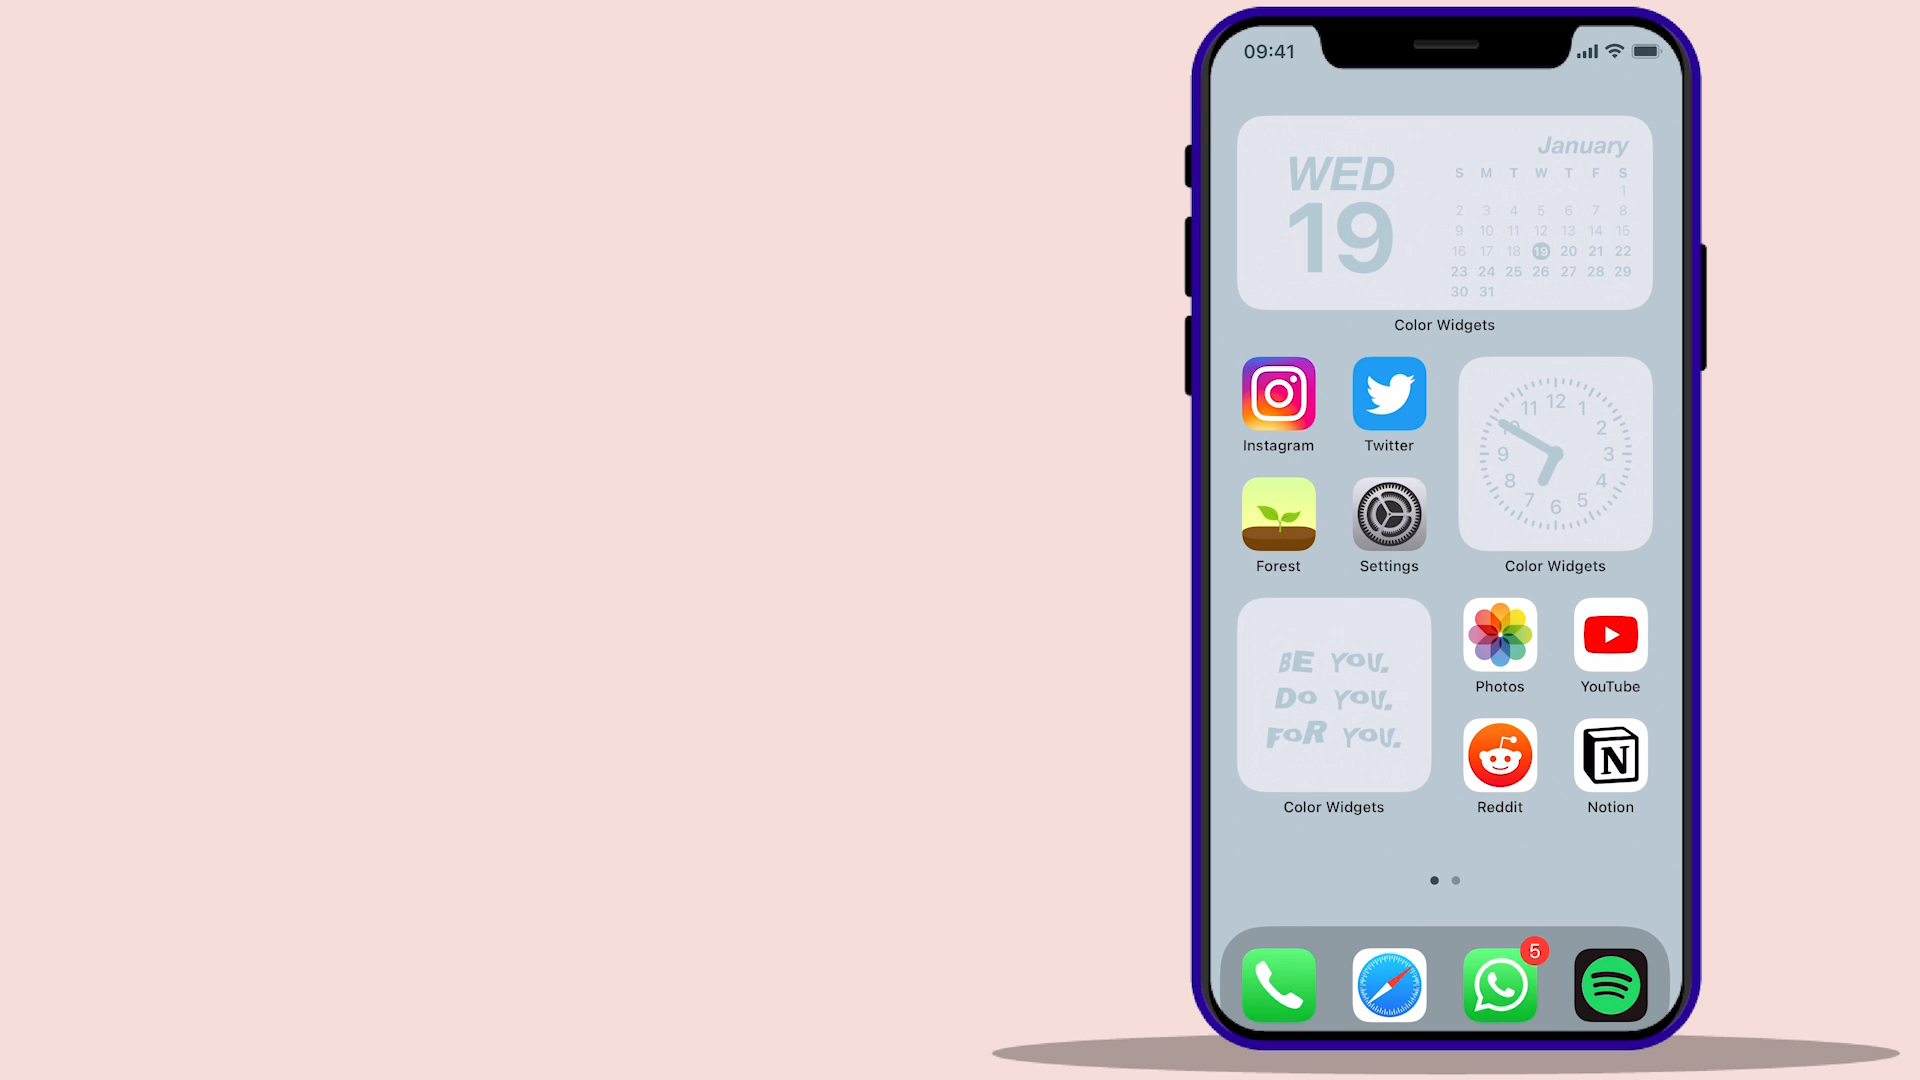 09:41
WED
19
January
S M T W T F S
1
2 3 4 5 6 7 8
9 10 11 12 13 14 15
16 17 18 19 20 21 22
23 24 25 26 27 28 29
30 31
Color Widgets
Instagram
Twitter
12
11 1
10 2
9 3
8 4
7 5
6
Forest
Settings
Color Widgets
BE YOU.
DO YOU.
FOR YOU.
Photos
YouTube
N
Color Widgets
Reddit
Notion
5